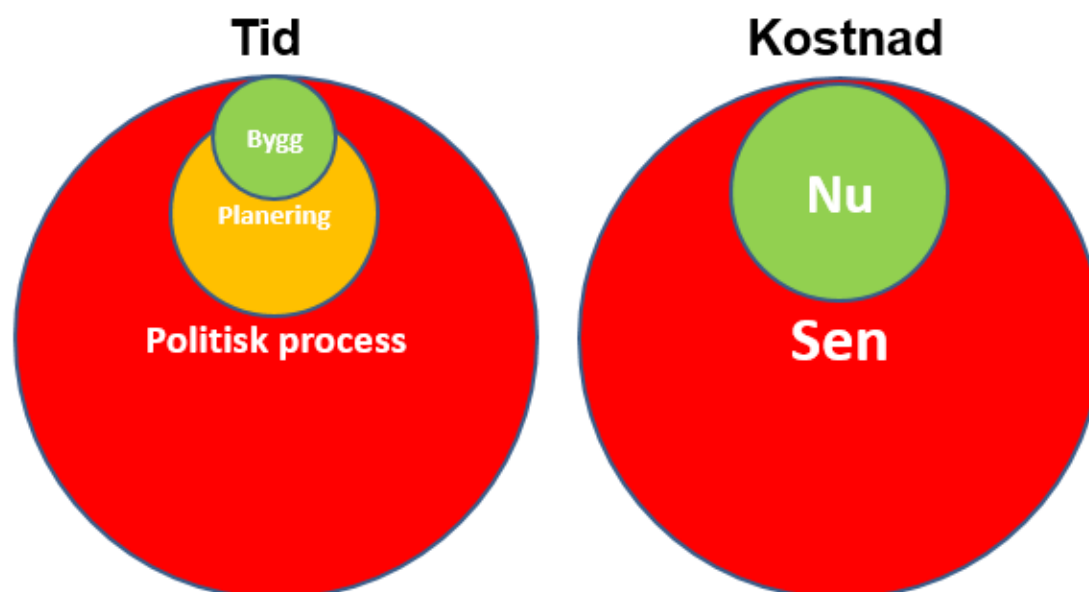 Tid
Bygg
Planering
Politisk process
Kostnad
Nu
Sen